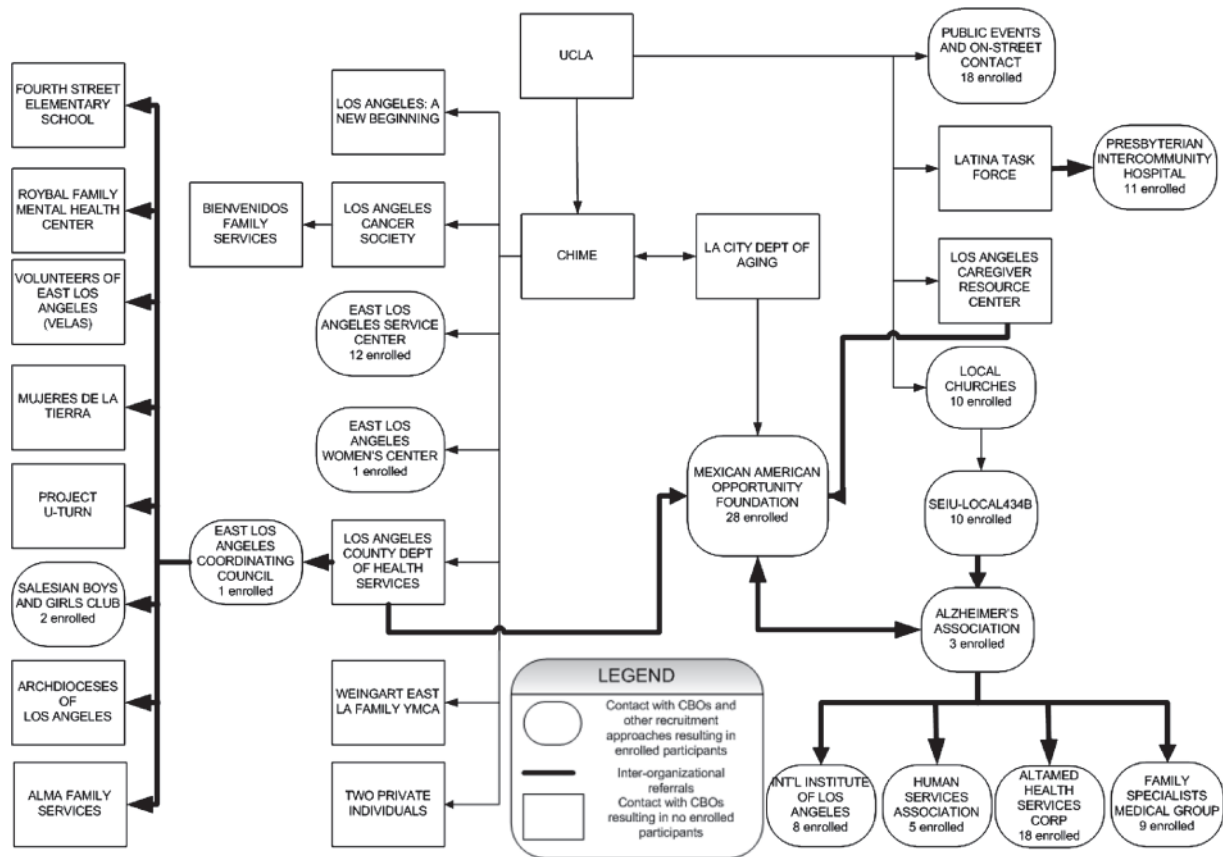 UCLA
PUBLIC EVENTS
AND ON-STREET
CONTACT
18 enrolled
FOURTH STREET
ELEMENTARY
SCHOOL
LOS ANGELES: A
NEW BEGINNING
LATINA TASK
FORCE
PRESBYTERIAN
INTERCOMMUNITY
HOSPITAL
11 enrolled
ROYBAL FAMILY
MENTAL HEALTH
CENTER
BIENVENIDOS
FAMILY
SERVICES
LOS ANGELES
CANCER
SOCIETY
CHIME
LA CITY DEPT OF
AGING
LOS ANGELES
CAREGIVER
RESOURCE
CENTER
VOLUNTEERS OF
EAST LOS
ANGELES
(VELAS)
EAST LOS
ANGELES SERVICE
CENTER
12 enrolled
LOCAL
CHURCHES
10 enrolled
MUJERES DE LA
TIERRA
EAST LOS
ANGELES
WOMEN'S CENTER
1 enrolled
MEXICAN AMERICAN
OPPORTUNITY
FOUNDATION
28 enrolled
SEIU-LOCAL434B
10 enrolled
PROJECT
U-TURN
EAST LOS
ANGELES
COORDINATING
COUNCIL
1 enrolled
LOS ANGELES
COUNTY DEPT
OF HEALTH
SERVICES
SALESIAN BOYS
AND GIRLS CLUB
2 enrolled
ALZHEIMER'S
ASSOCIATION
3 enrolled
ARCHDIOCESES
OF
LOS ANGELES
WEINGART EAST
LA FAMILY YMCA
ALMA FAMILY
SERVICES
TWO PRIVATE
INDIVIDUALS
LEGEND
Contact with CBOs and
other recruitment
approaches resulting in
enrolled participants
Inter-organizational
referrals
Contact with CBOs
resulting in no enrolled
participants
INT'L INSTITUTE
OF LOS
ANGELES
8 enrolled
HUMAN
SERVICES
ASSOCIATION
5 enrolled
ALTAMED
HEALTH
SERVICES
CORP
18 enrolled
FAMILY
SPECIALISTS
MEDICAL GROUP
9 enrolled